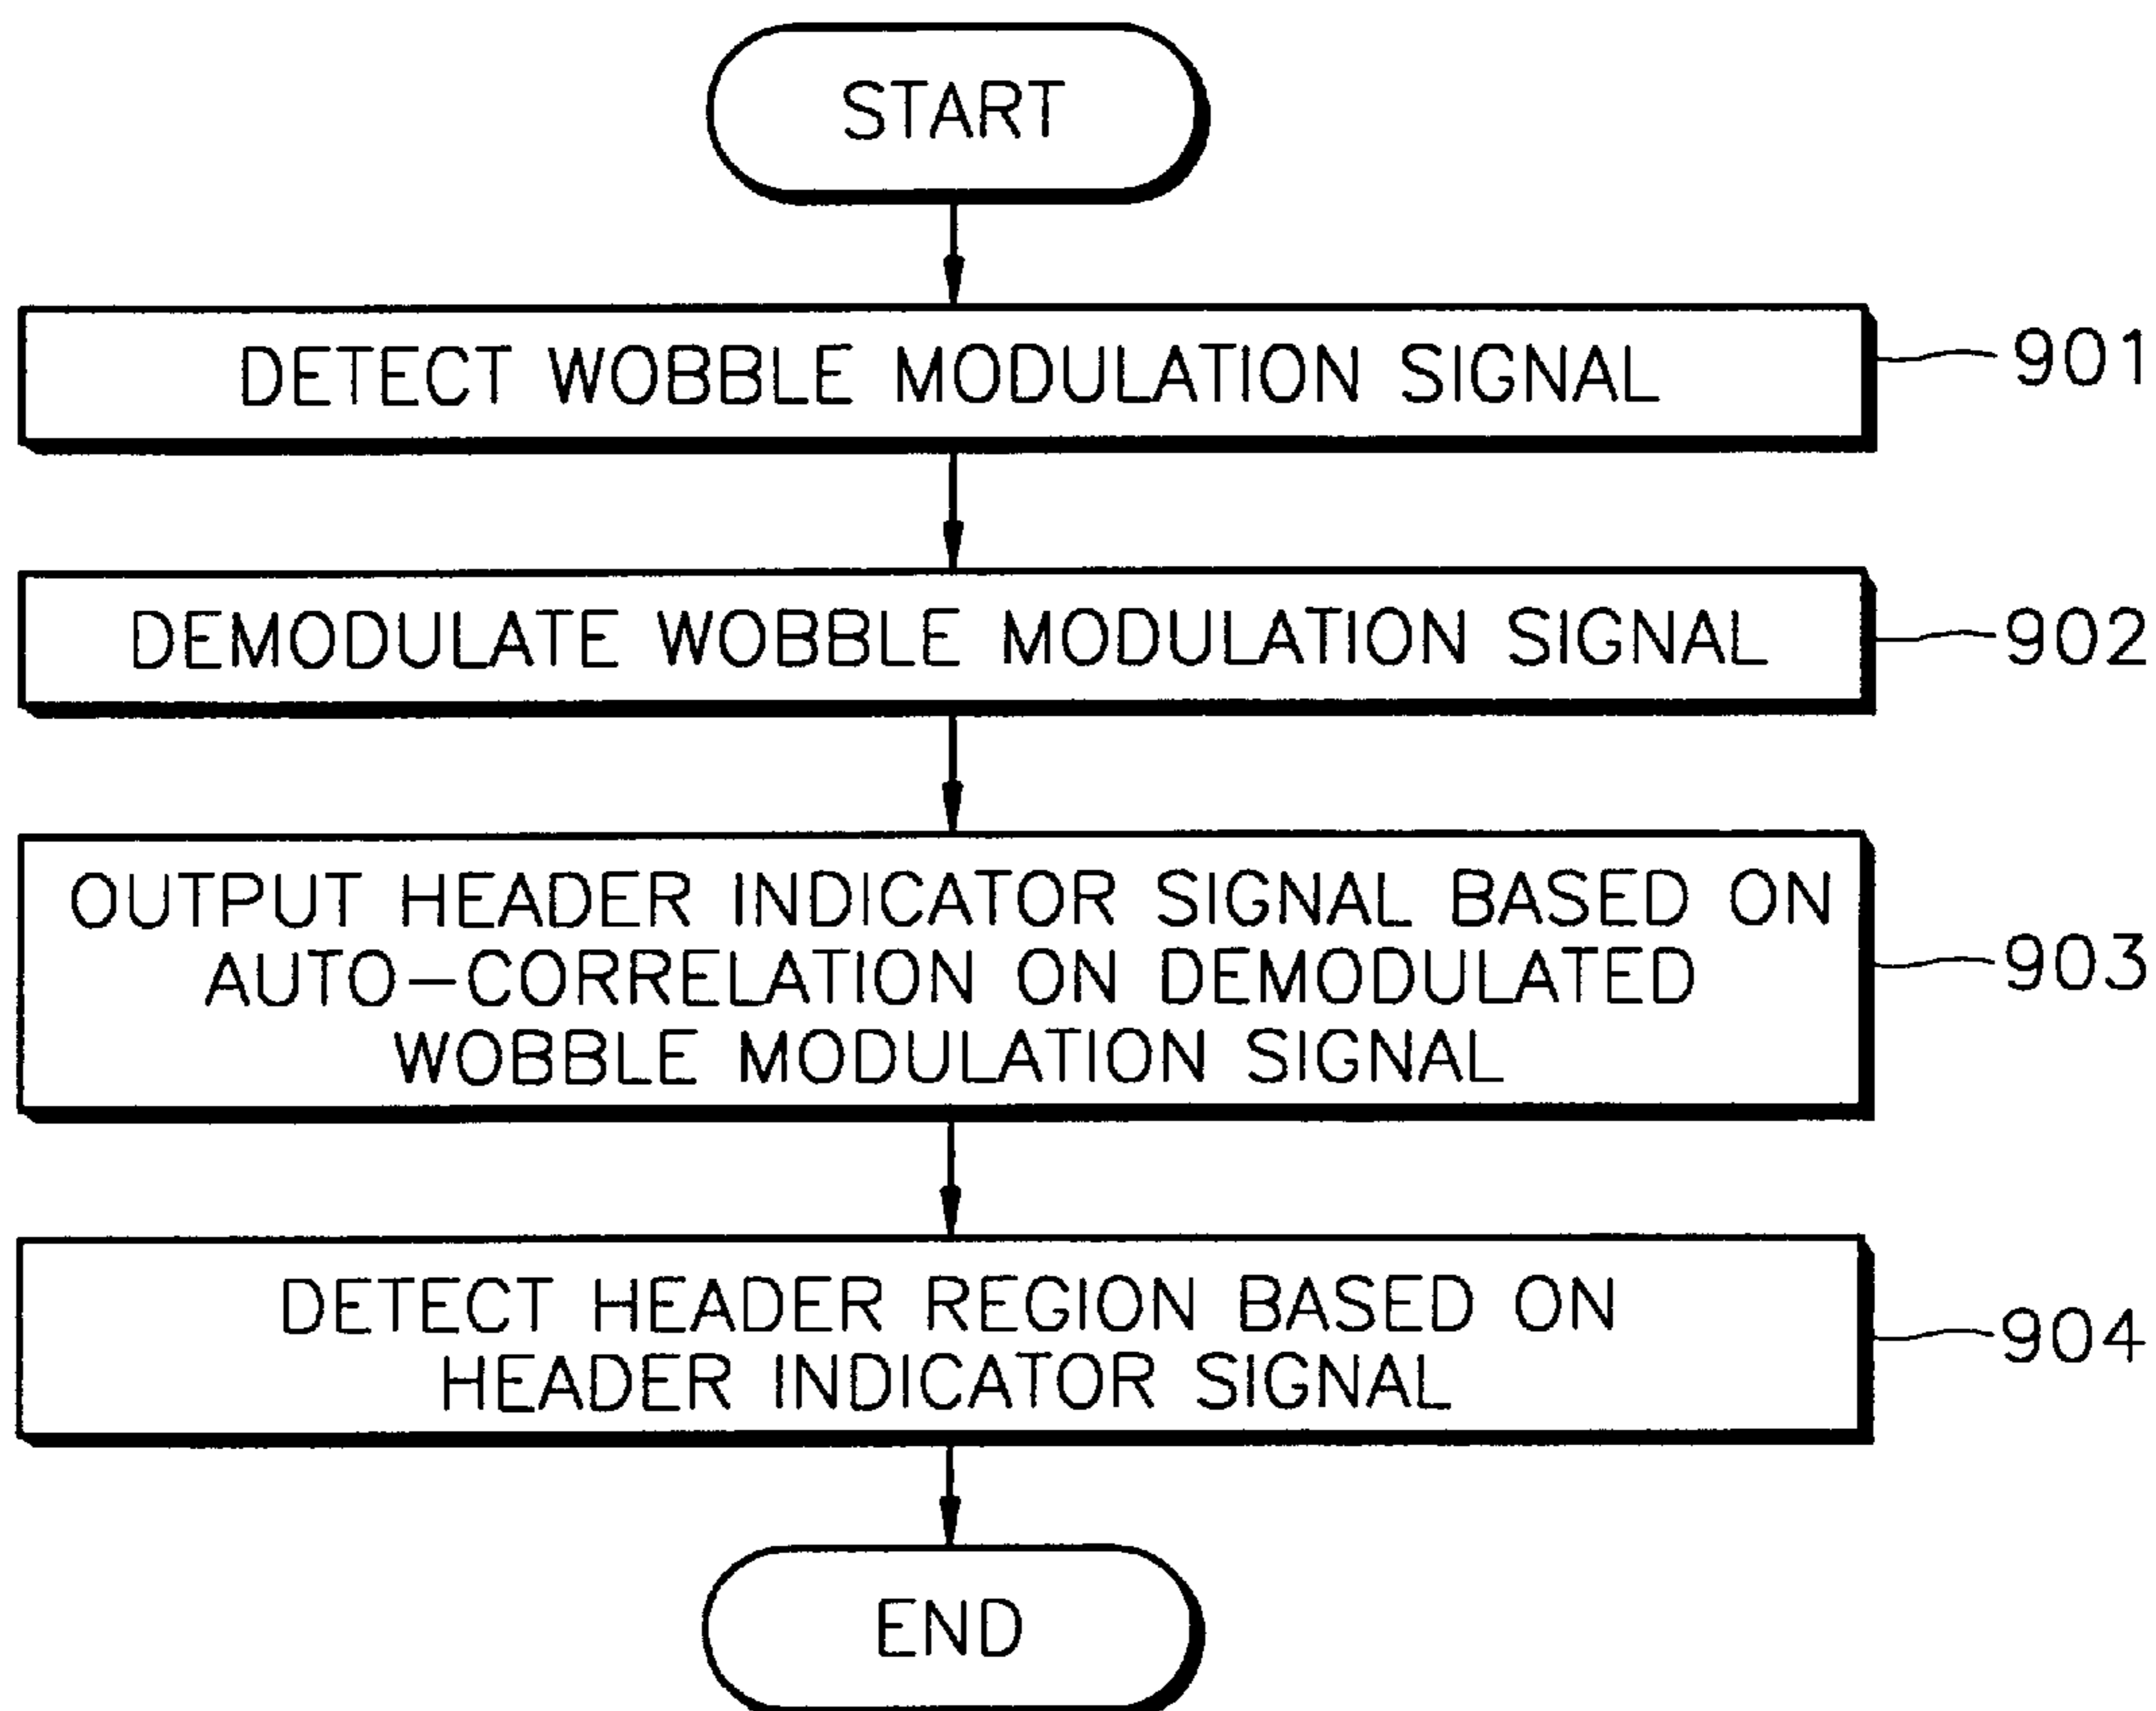 START
DETECT WOBBLE MODULATION SIGNAL
901
DEMODULATE WOBBLE MODULATION SIGNAL
902
OUTPUT HEADER INDICATOR SIGNAL BASED ON
AUTO-CORRELATION ON DEMODULATED
WOBBLE MODULATION SIGNAL
903
DETECT HEADER REGION BASED ON
HEADER INDICATOR SIGNAL
904
END